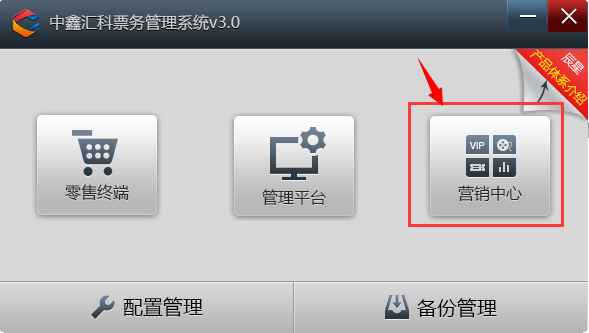 中鑫汇科票务管理系统v3.0
辰星
产品体系介绍
零售终端
管理平台
VIP
营销中心
配置管理
备份管理